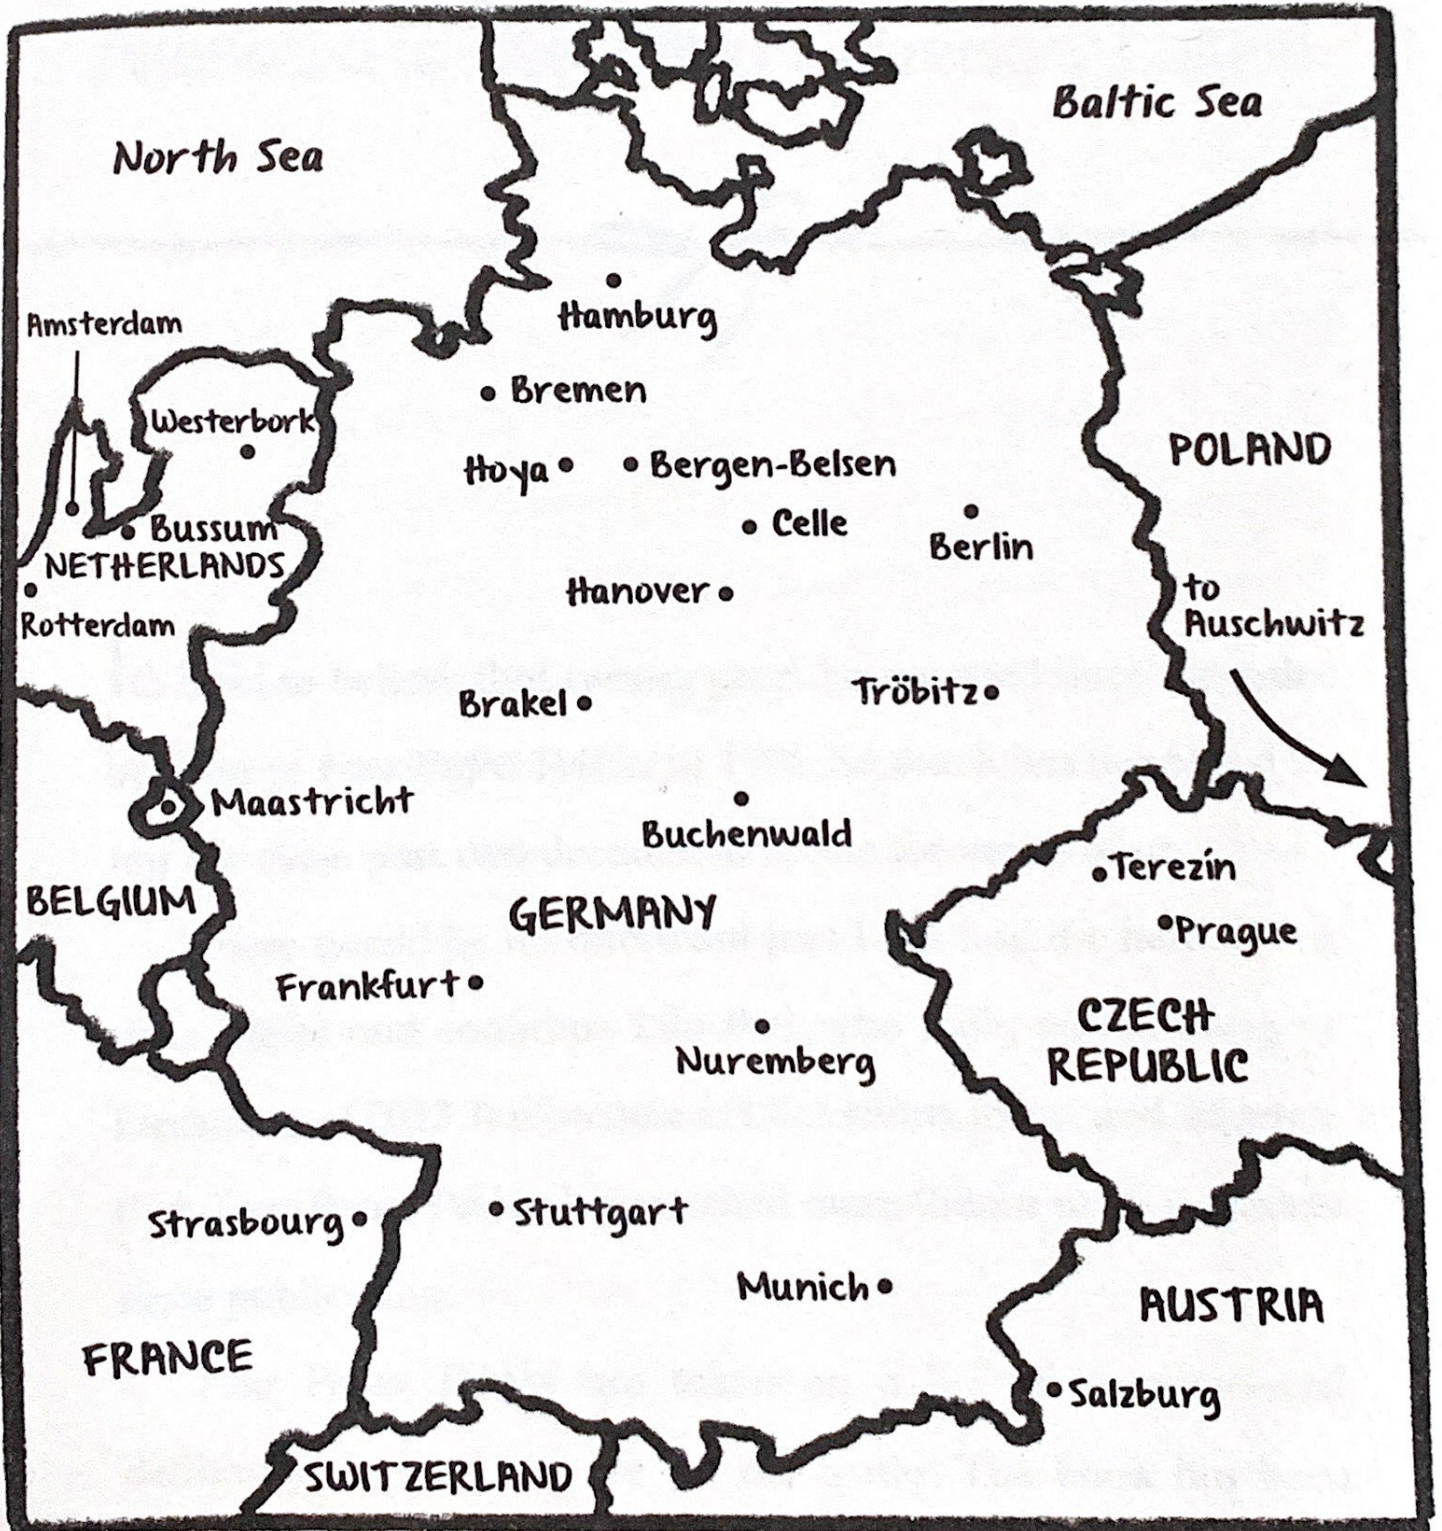 Baltic Sea
North Sea
Hamburg
Amsterdam
Bremen
Westerbork
POLAND
Hoya
Bergen-Belsen
Celle
Bussum
Berlin
NETHERLANDS
Hanover
to
Auschwitz
Rotterdam
Brakel
Tröbitz
Maastricht
Buchenwald
Terezín
BELGIUM
GERMANY
Prague
Frankfurt
CZECH
REPUBLIC
Nuremberg
Strasbourg
Stuttgart
Munich
AUSTRIA
FRANCE
Salzburg
SWITZERLAND